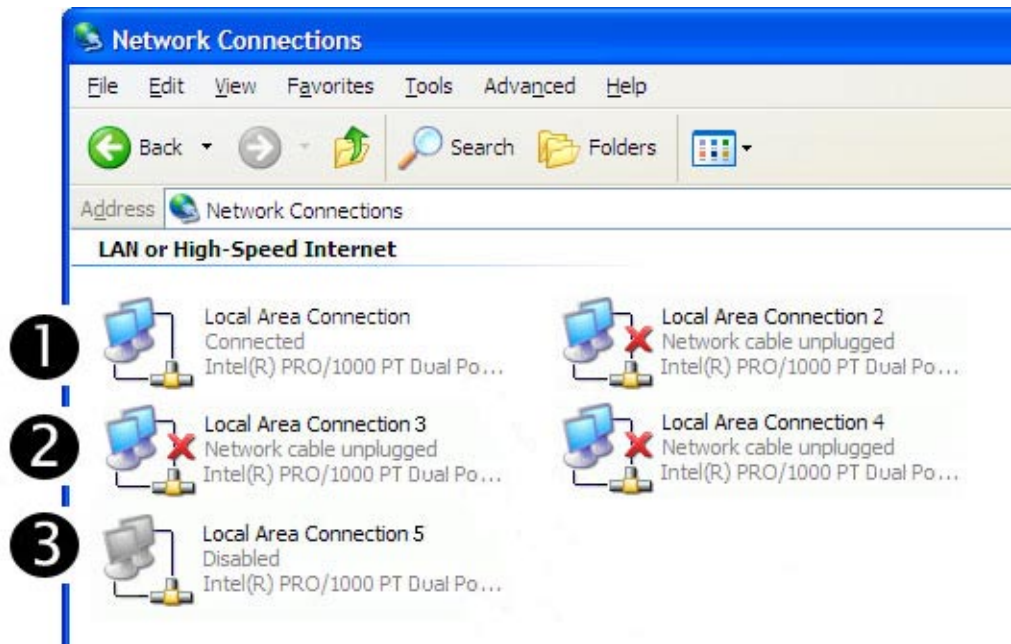 Network Connections
File Edit View Favorites Tools Advanced Help
Back Search Folders
Address Network Connections
LAN or High-Speed Internet
1
Local Area Connection
Connected
Intel(R) PRO/1000 PT Dual Po...
Local Area Connection 2
Network cable unplugged
Intel(R) PRO/1000 PT Dual Po...
2
Local Area Connection 3
Network cable unplugged
Intel(R) PRO/1000 PT Dual Po...
Local Area Connection 4
Network cable unplugged
Intel(R) PRO/1000 PT Dual Po...
3
Local Area Connection 5
Disabled
Intel(R) PRO/1000 PT Dual Po...